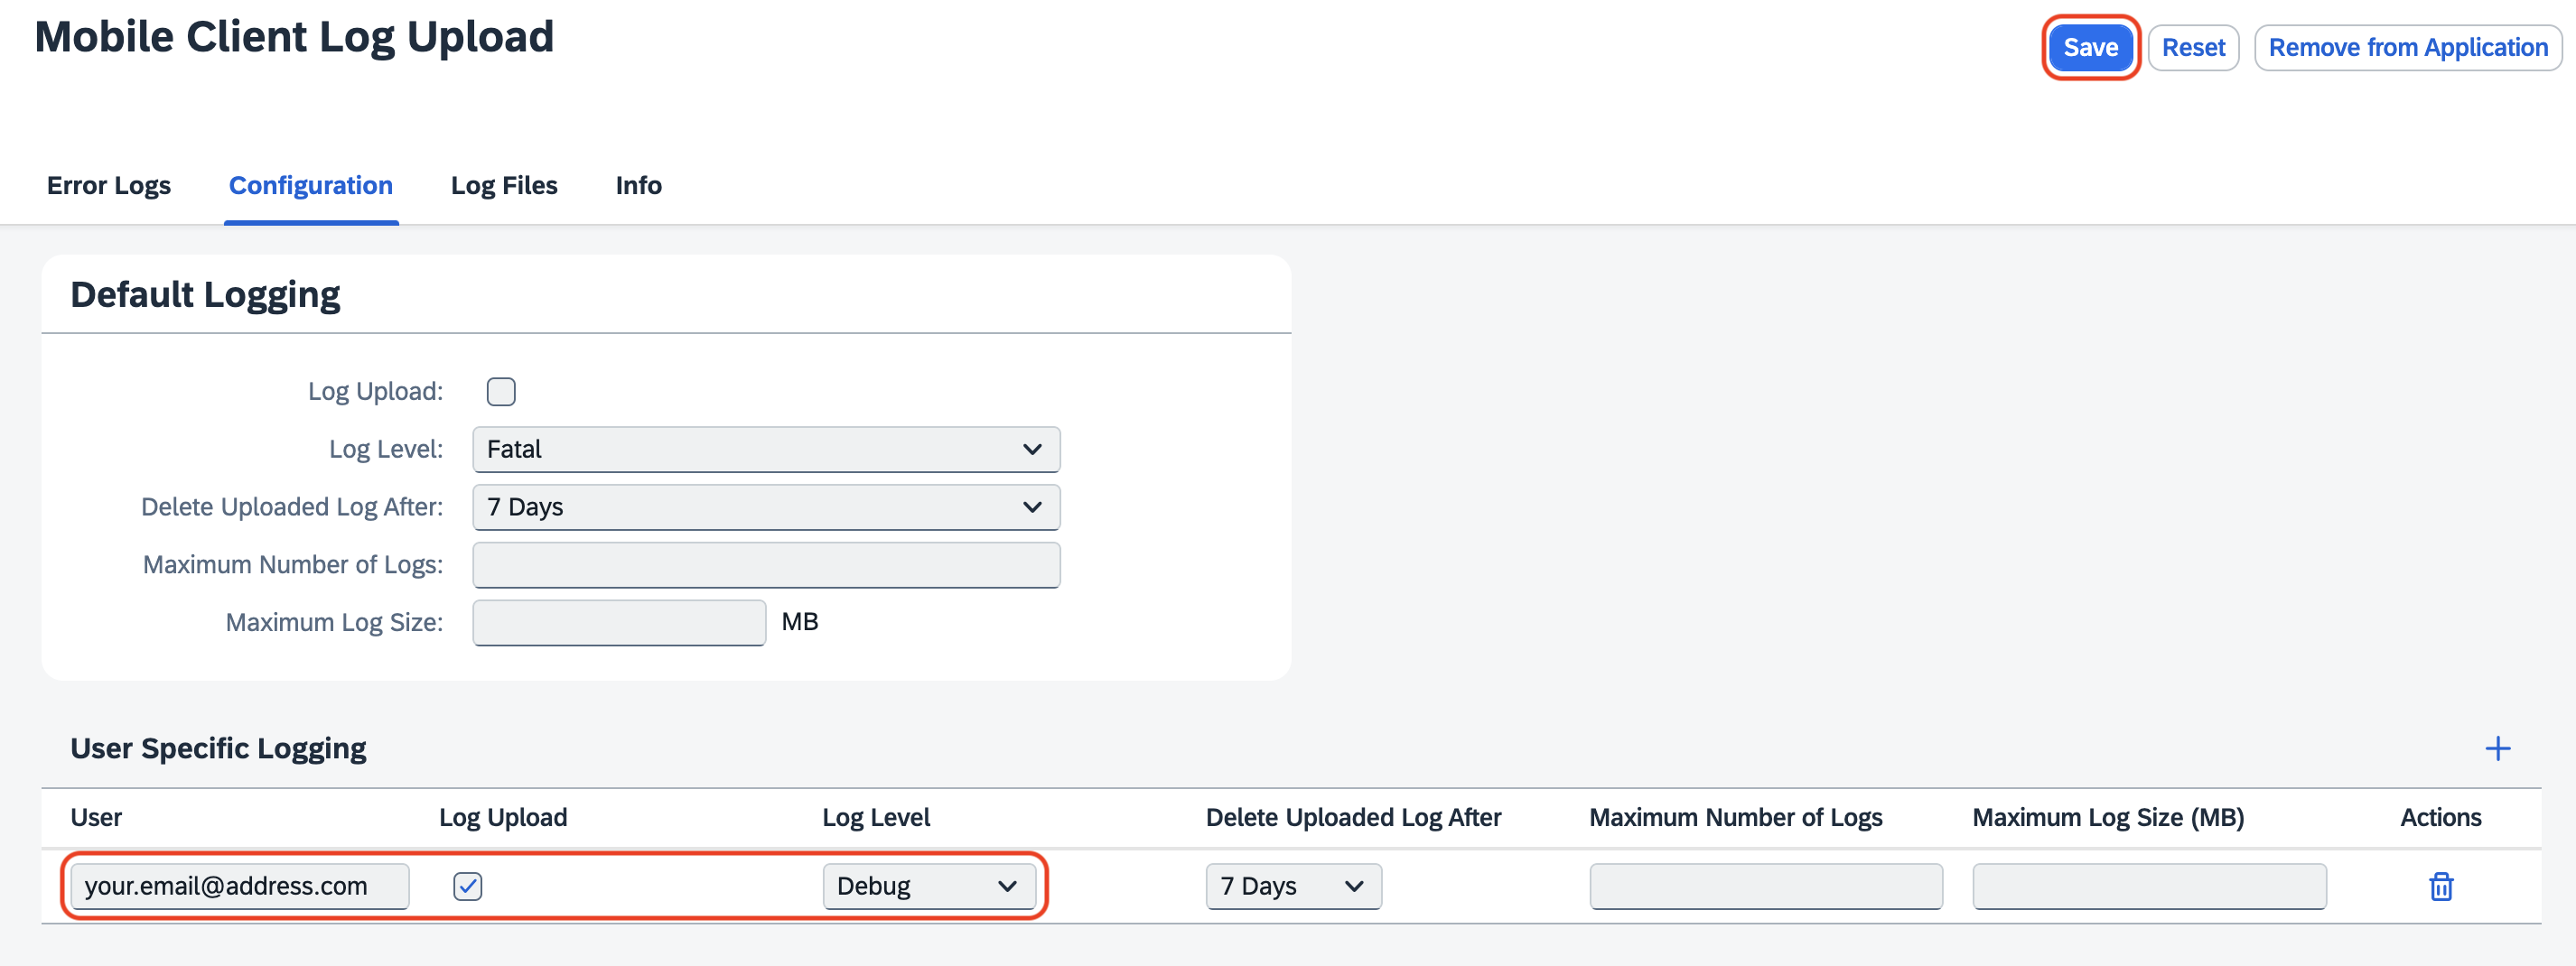 Mobile Client Log Upload
Save Reset Remove from Application
Error Logs Configuration Log Files Info
Default Logging
Log Upload:
Log Level: Fatal
Delete Uploaded Log After: 7 Days
Maximum Number of Logs:
Maximum Log Size: MB
User Specific Logging
User Log Upload Log Level Delete Uploaded Log After Maximum Number of Logs Maximum Log Size (MB) Actions
your.email@address.com Debug 7 Days